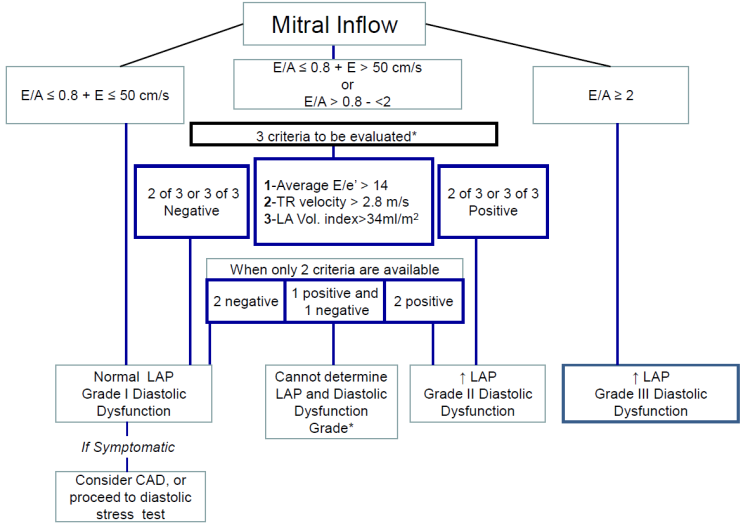 Mitral Inflow
E/A ≤ 0.8 + E ≤ 50 cm/s
E/A ≤ 0.8 + E > 50 cm/s
or
E/A > 0.8 - <2
E/A ≥ 2
3 criteria to be evaluated*
2 of 3 or 3 of 3
Negative
1-Average E/e’ > 14
2-TR velocity > 2.8 m/s
3-LA Vol. index>34ml/m²
2 of 3 or 3 of 3
Positive
When only 2 criteria are available
2 negative
1 positive and
1 negative
2 positive
Normal LAP
Grade I Diastolic
Dysfunction
Cannot determine
LAP and Diastolic
Dysfunction
Grade*
↑ LAP
Grade II Diastolic
Dysfunction
↑ LAP
Grade III Diastolic
Dysfunction
If Symptomatic
Consider CAD, or
proceed to diastolic
stress test